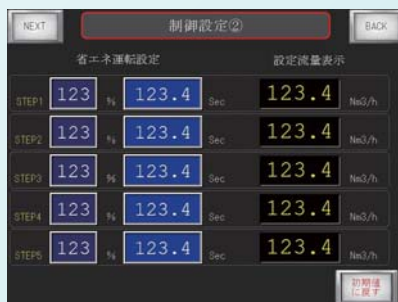 NEXT 制御設定② BACK
省エネ運転設定 設定流量表示
STEP1 123 % 123.4 Sec 123.4 Nm3/h
STEP2 123 % 123.4 Sec 123.4 Nm3/h
STEP3 123 % 123.4 Sec 123.4 Nm3/h
STEP4 123 % 123.4 Sec 123.4 Nm3/h
STEP5 123 % 123.4 Sec 123.4 Nm3/h
初期値
に戻す